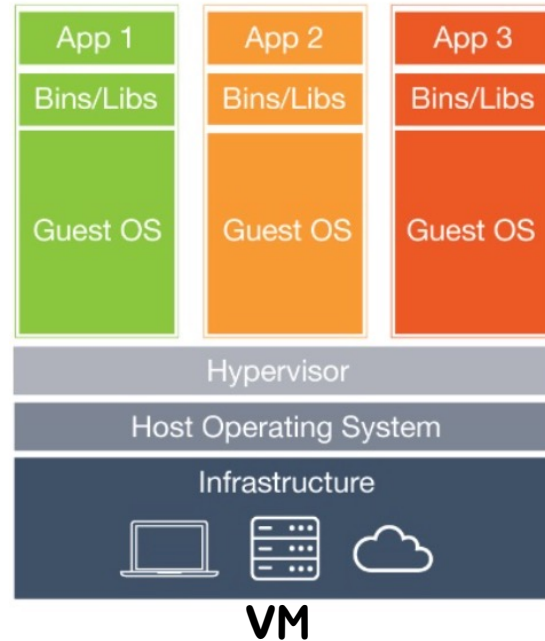 App 1 App 2 App 3
Bins/Libs Bins/Libs Bins/Libs
Guest OS Guest OS Guest OS
Hypervisor
Host Operating System
Infrastructure
VM